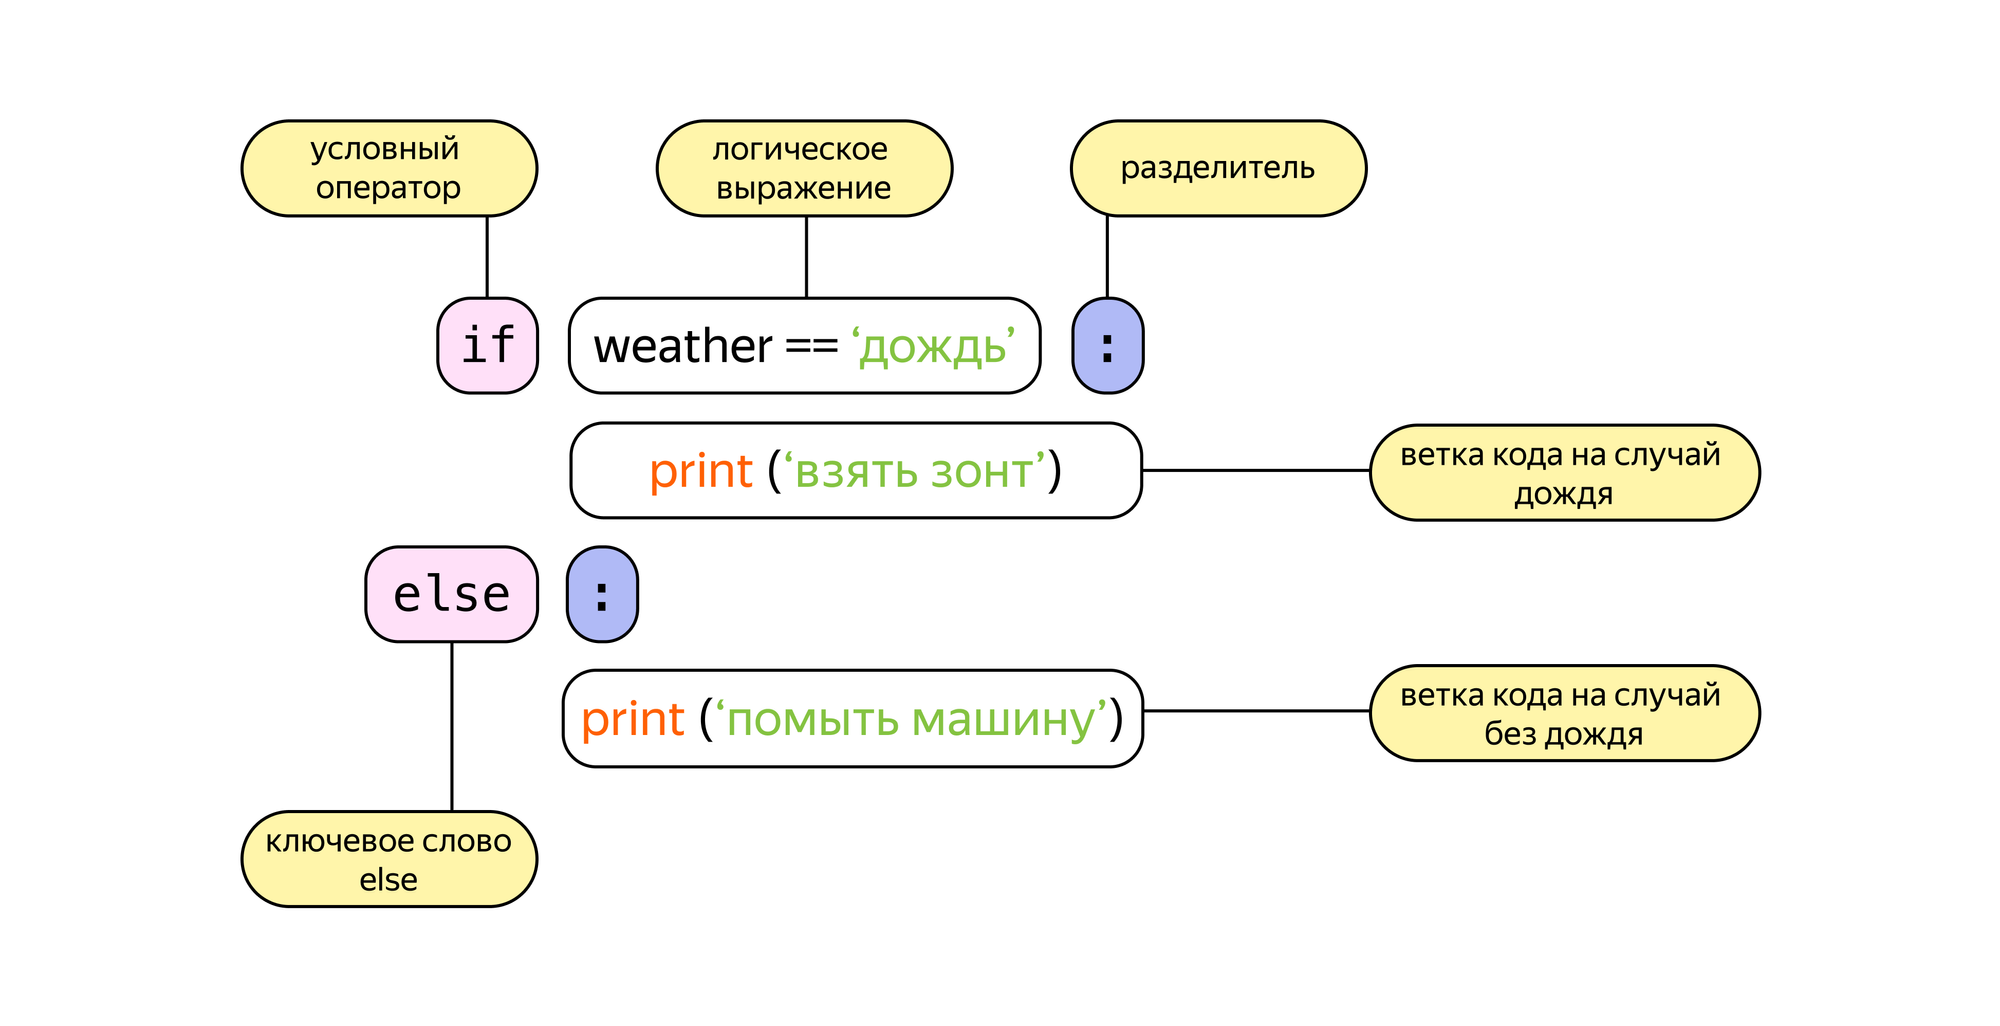 условный
оператор
логическое
выражение
разделитель
if weather == ‘дождь’ :
print (‘взять зонт’)
ветка кода на случай
дождя
else :
print (‘помыть машину’)
ветка кода на случай
без дождя
ключевое слово
else